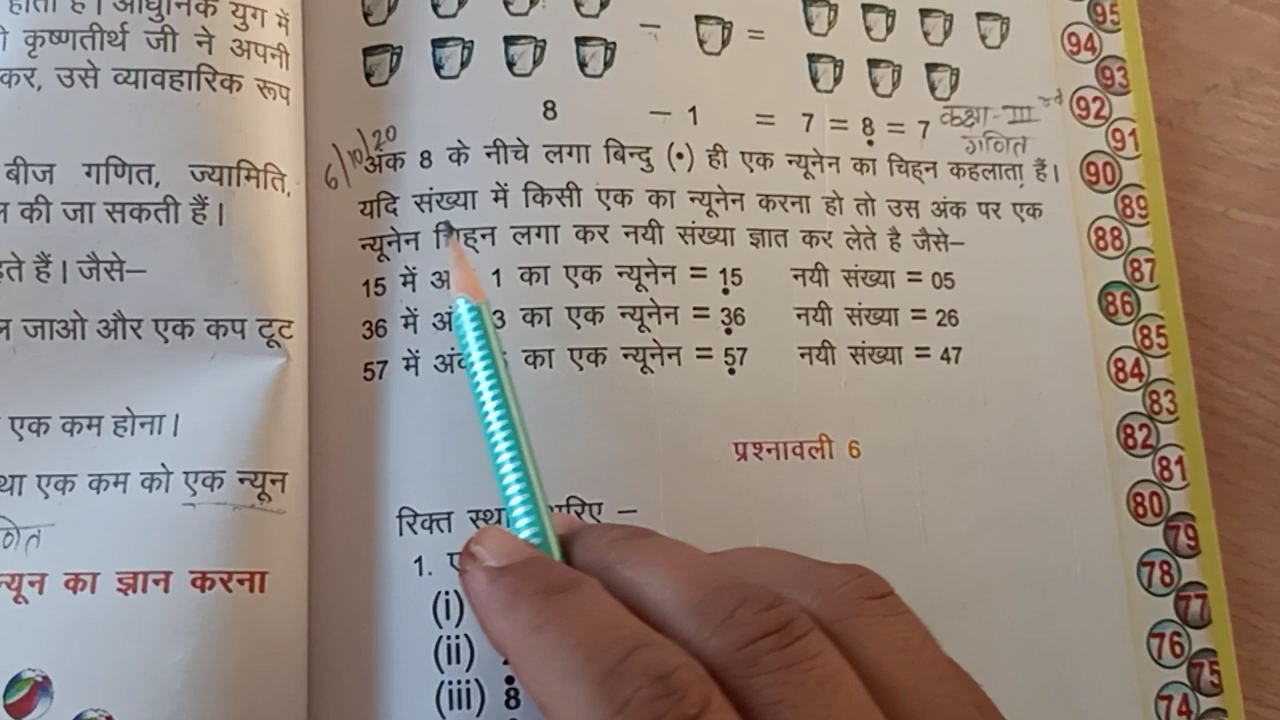 होता है। आधुनिक युग में
कृष्णतीर्थ जी ने अपनी
कर, उसे व्यावहारिक रूप
बीज गणित, ज्यामिति,
की जा सकती हैं।
हैं। जैसे–
जाओ और एक कप टूट
एक कम होना।
एक कम को एक न्यून
का ज्ञान करना
– =
8 – 1 = 7 = 8̣ = 7
कक्षा-III rd
गणित
6/10/20
अंक 8 के नीचे लगा बिन्दु (•) ही एक न्यूनेन का चिह्न कहलाता हैं।
यदि संख्या में किसी एक का न्यूनेन करना हो तो उस अंक पर एक
न्यूनेन चिह्न लगा कर नयी संख्या ज्ञात कर लेते है जैसे–
15 में 1 का एक न्यूनेन = 1̣5 नयी संख्या = 05
36 में 3 का एक न्यूनेन = 3̣6 नयी संख्या = 26
57 में का एक न्यूनेन = 5̣7 नयी संख्या = 47
प्रश्नावली 6
रिक्त –
1.
(i)
(ii)
(iii) 8
95
94
93
92
91
90
89
88
87
86
85
84
83
82
81
80
79
78
77
76
75
74